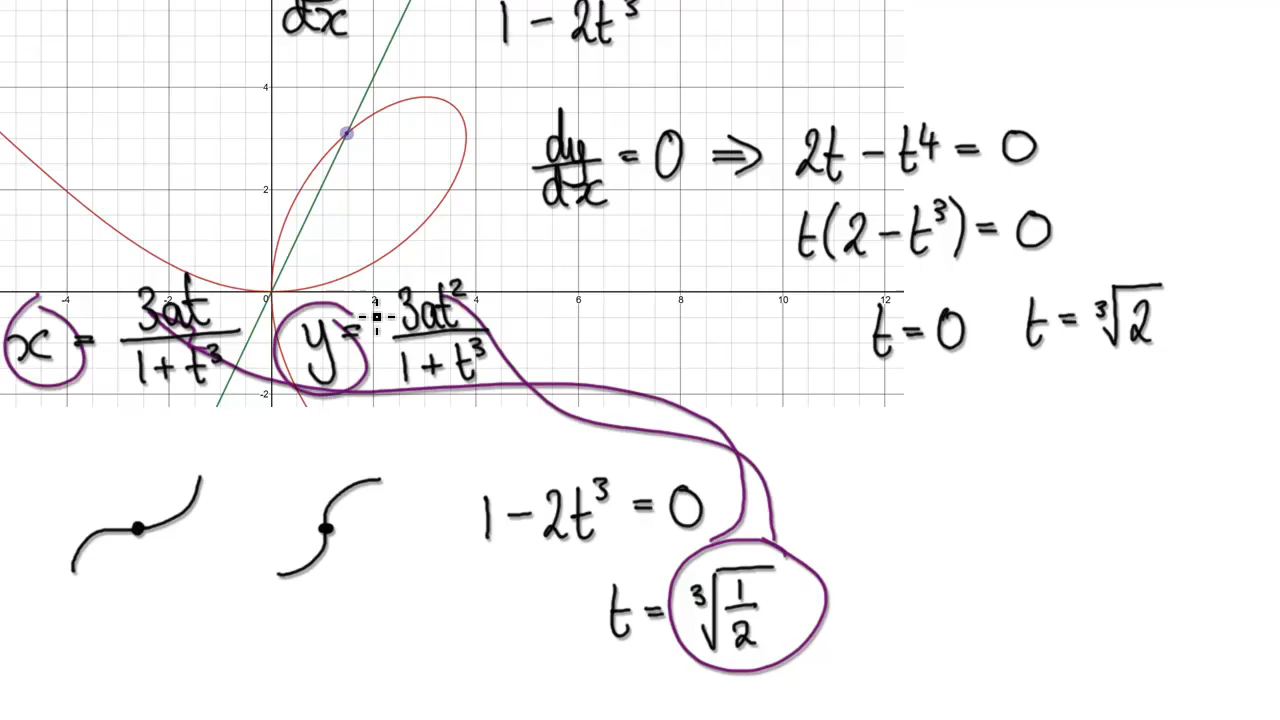 dx
1 - 2t³
4
dy/dx = 0 ⇒ 2t - t⁴ = 0
2
t(2 - t³) = 0
-4 -2 0 2 4 6 8 10 12
x = 3at/(1 + t³) y = 3at²/(1 + t³)
t = 0 t = ∛2
-2
1 - 2t³ = 0
t = ∛(1/2)